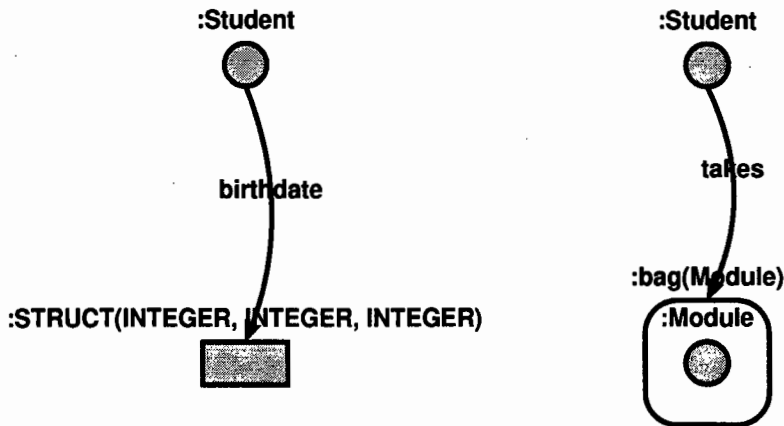 :Student
birthdate
:STRUCT(INTEGER, INTEGER, INTEGER)
:Student
takes
:bag(Module)
:Module